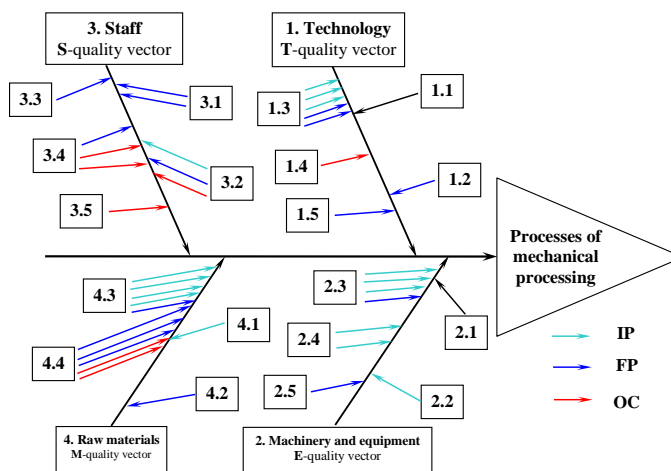 3. Staff
S-quality vector
1. Technology
T-quality vector
3.3
3.1
1.3
1.1
3.4
1.4
3.2
1.2
3.5
1.5
Processes of
mechanical
processing
4.3
2.3
4.1
2.1
IP
2.4
4.4
FP
2.5
4.2
2.2
OC
4. Raw materials
M-quality vector
2. Machinery and equipment
E-quality vector